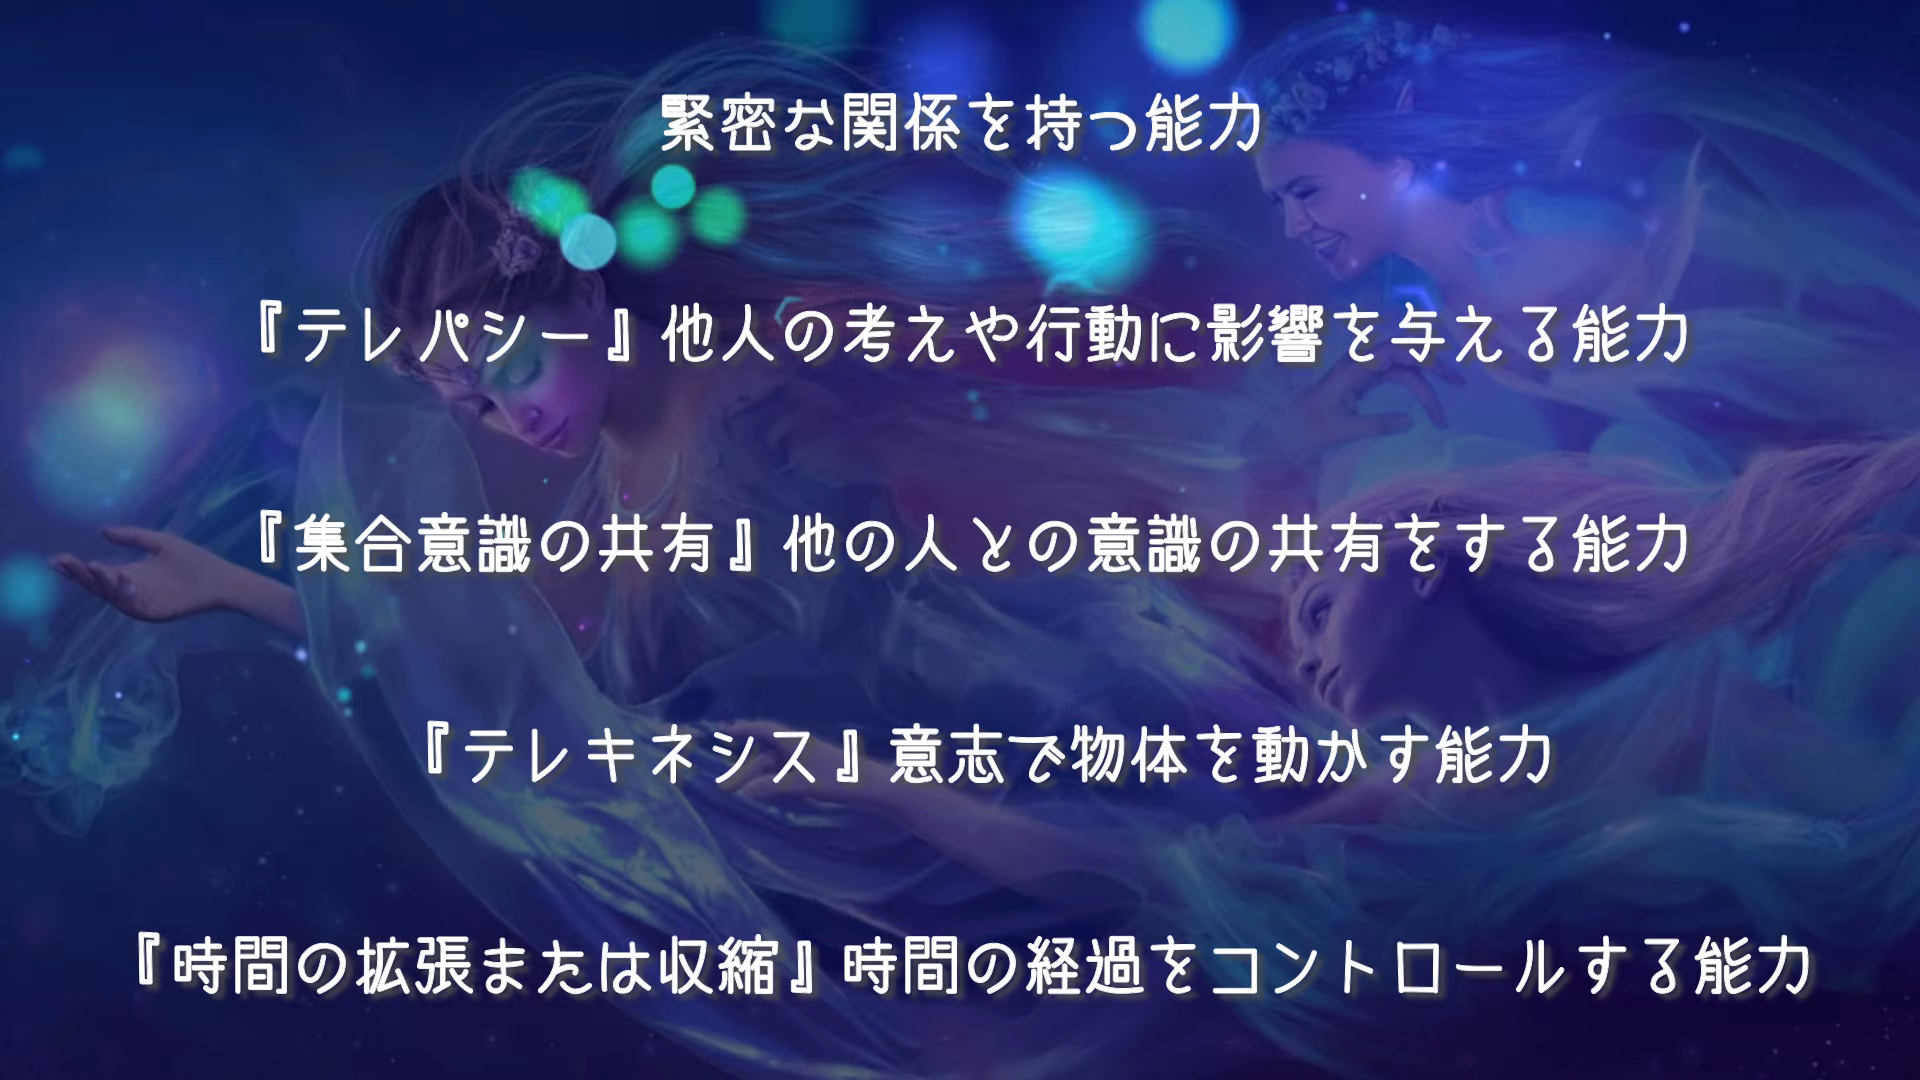 緊密な関係を持つ能力
『テレパシー』他人の考えや行動に影響を与える能力
『集合意識の共有』他の人との意識の共有をする能力
『テレキネシス』意志で物体を動かす能力
『時間の拡張または収縮』時間の経過をコントロールする能力